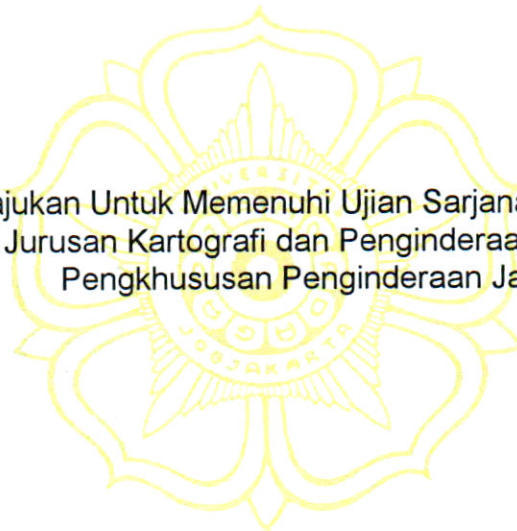 ajukan Untuk Memenuhi Ujian Sarjana
Jurusan Kartografi dan Penginderaa
Pengkhususan Penginderaan Ja